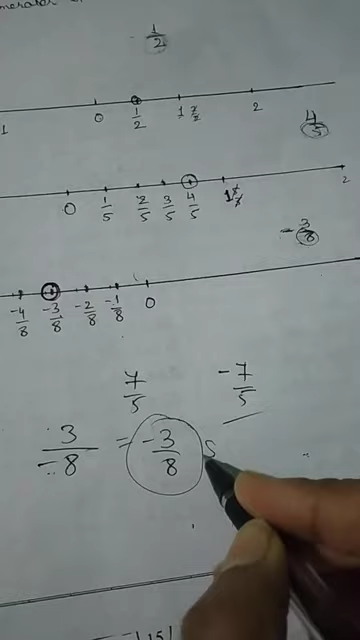 1/2
0 1/2 1 2/2 2
4/5
0 1/5 2/5 3/5 4/5 1 2
-3/8
-4/8 -3/8 -2/8 -1/8 0
7/5 -7/5
3/-8 = -3/8